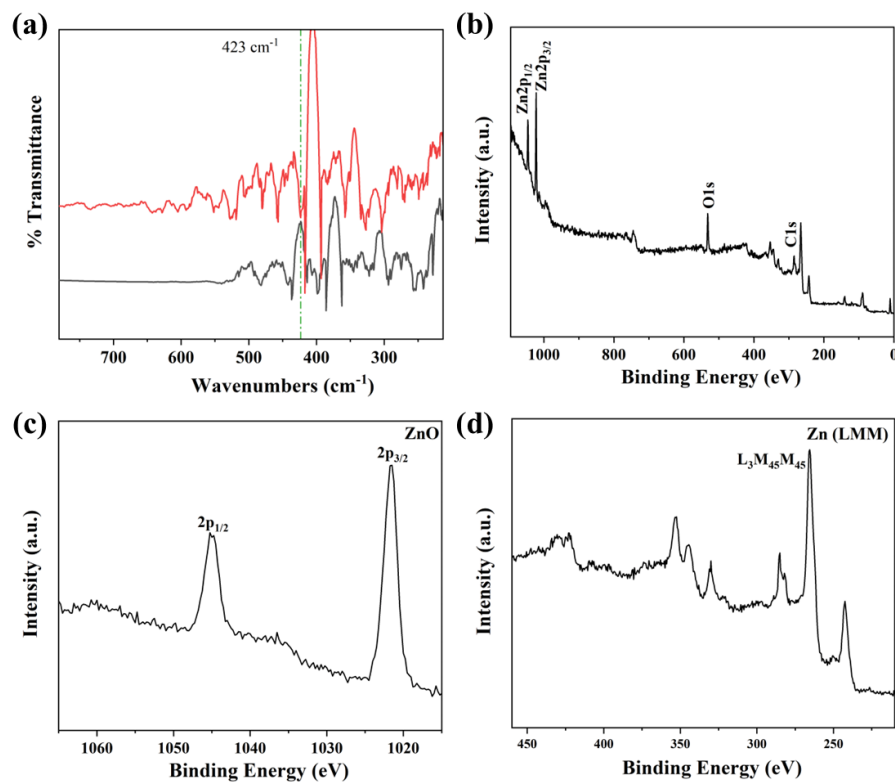 (a)
423 cm⁻¹
% Transmittance
700 600 500 400 300
Wavenumbers (cm⁻¹)
(b)
Zn2p₁/₂
Zn2p₃/₂
O1s
C1s
Intensity (a.u.)
1000 800 600 400 200 0
Binding Energy (eV)
(c)
ZnO
2p₃/₂
2p₁/₂
Intensity (a.u.)
1060 1050 1040 1030 1020
Binding Energy (eV)
(d)
Zn (LMM)
L₃M₄₅M₄₅
Intensity (a.u.)
450 400 350 300 250
Binding Energy (eV)